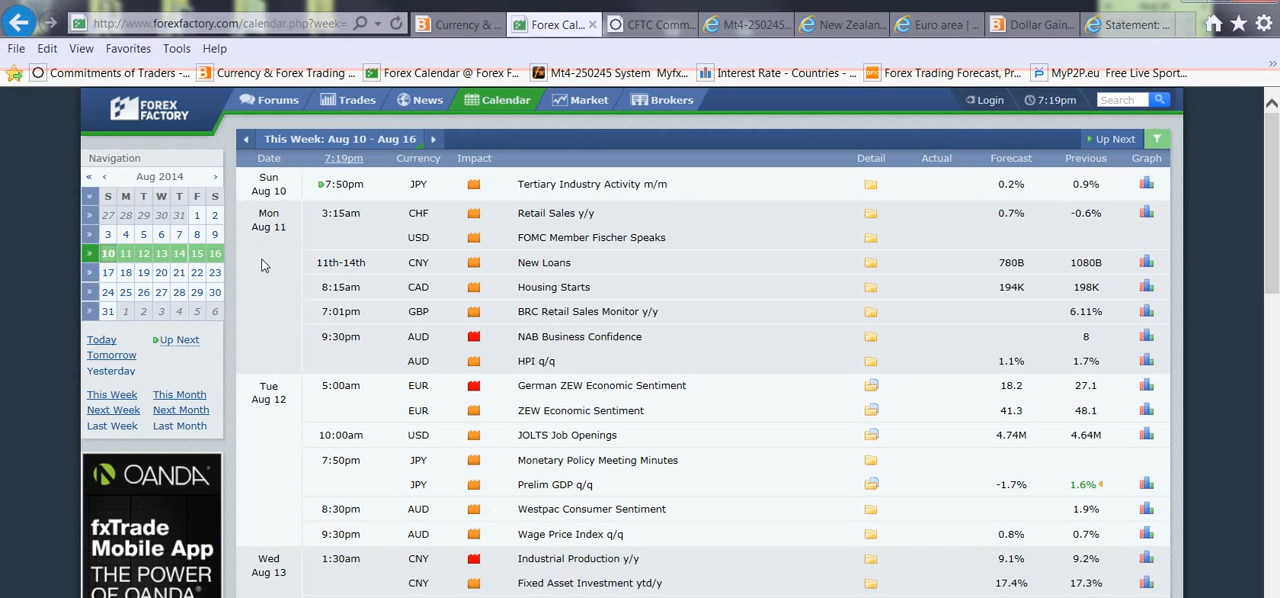 http://www.forexfactory.com/calendar.php?week=
Currency & ...
Forex Cal...
CFTC Comm...
Mt4-250245...
New Zealan...
Euro area | ...
Dollar Gain...
Statement: ...
File Edit View Favorites Tools Help
Commitments of Traders -... Currency & Forex Trading ... Forex Calendar @ Forex F... Mt4-250245 System Myfx... Interest Rate - Countries - ... Forex Trading Forecast, Pr... MyP2P.eu Free Live Sport...
FOREX FACTORY
Forums Trades News Calendar Market Brokers Login 7:19pm Search
This Week: Aug 10 - Aug 16 Up Next
Date 7:19pm Currency Impact Detail Actual Forecast Previous Graph
Sun Aug 10 7:50pm JPY Tertiary Industry Activity m/m 0.2% 0.9%
Mon Aug 11 3:15am CHF Retail Sales y/y 0.7% -0.6%
USD FOMC Member Fischer Speaks
11th-14th CNY New Loans 780B 1080B
8:15am CAD Housing Starts 194K 198K
7:01pm GBP BRC Retail Sales Monitor y/y 6.11%
9:30pm AUD NAB Business Confidence 8
AUD HPI q/q 1.1% 1.7%
Tue Aug 12 5:00am EUR German ZEW Economic Sentiment 18.2 27.1
EUR ZEW Economic Sentiment 41.3 48.1
10:00am USD JOLTS Job Openings 4.74M 4.64M
7:50pm JPY Monetary Policy Meeting Minutes
JPY Prelim GDP q/q -1.7% 1.6%
8:30pm AUD Westpac Consumer Sentiment 1.9%
9:30pm AUD Wage Price Index q/q 0.8% 0.7%
Wed Aug 13 1:30am CNY Industrial Production y/y 9.1% 9.2%
CNY Fixed Asset Investment ytd/y 17.4% 17.3%
Navigation
« ‹ Aug 2014 ›
S M T W T F S
27 28 29 30 31 1 2
3 4 5 6 7 8 9
10 11 12 13 14 15 16
17 18 19 20 21 22 23
24 25 26 27 28 29 30
31 1 2 3 4 5 6
Today Up Next
Tomorrow
Yesterday
This Week This Month
Next Week Next Month
Last Week Last Month
OANDA
fxTrade
Mobile App
THE POWER
OF OANDA